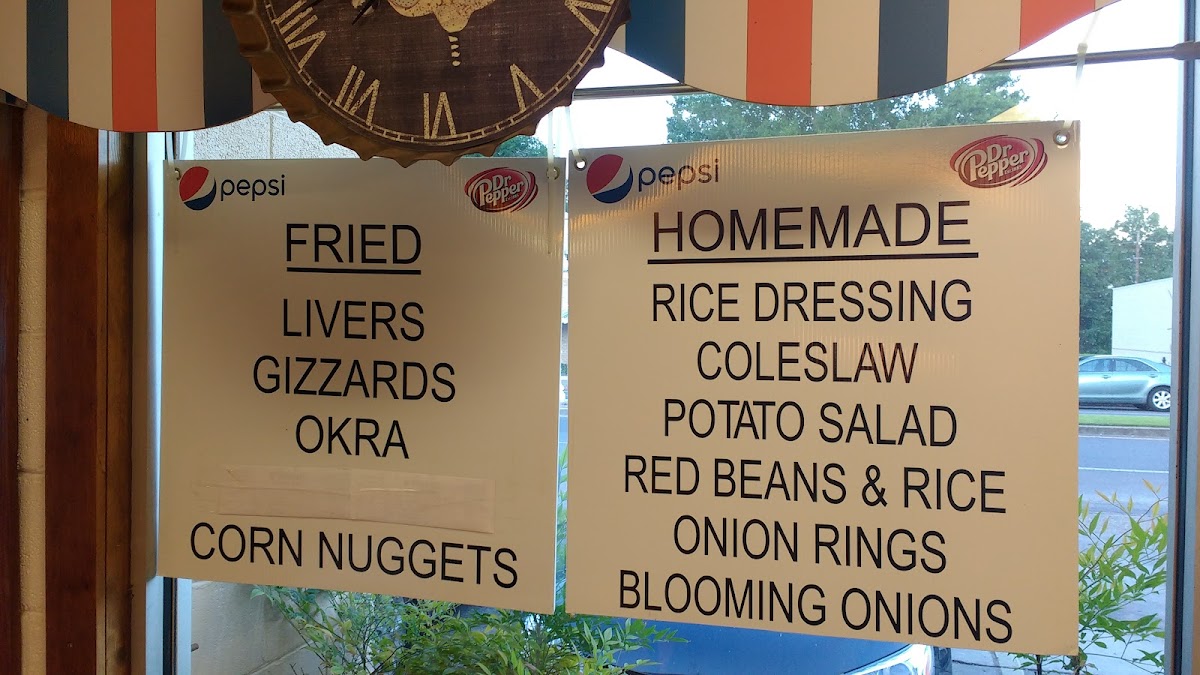 pepsi
Dr Pepper
FRIED
LIVERS
GIZZARDS
OKRA
CORN NUGGETS
pepsi
Dr Pepper
HOMEMADE
RICE DRESSING
COLESLAW
POTATO SALAD
RED BEANS & RICE
ONION RINGS
BLOOMING ONIONS